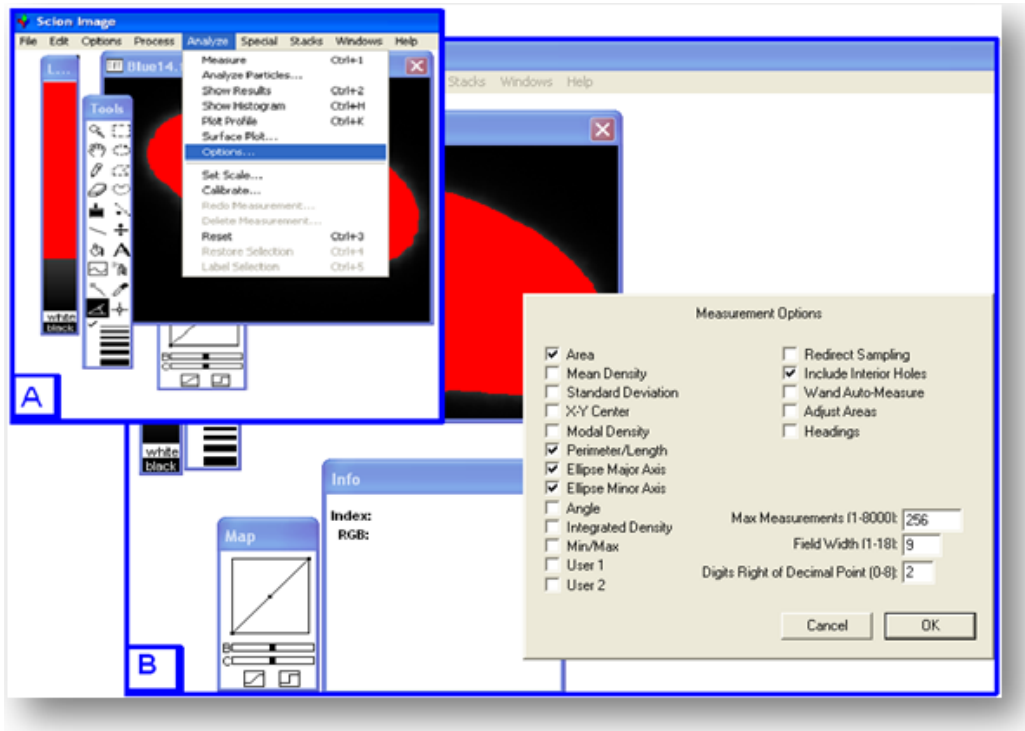 Scion Image
File Edit Options Process Analyze Special Stacks Windows Help
L...
Blue14.
Tools
Measure Ctrl+1
Analyze Particles...
Show Results Ctrl+2
Show Histogram Ctrl+H
Plot Profile Ctrl+K
Surface Plot...
Options...
Set Scale...
Calibrate...
Redo Measurement...
Delete Measurement...
Reset Ctrl+3
Restore Selection Ctrl+4
Label Selection Ctrl+5
white
black
B
C
A
Stacks Windows Help
white
black
Info
Index:
RGB:
Map
B
C
B
Measurement Options
Area
Mean Density
Standard Deviation
X-Y Center
Modal Density
Perimeter/Length
Ellipse Major Axis
Ellipse Minor Axis
Angle
Integrated Density
Min/Max
User 1
User 2
Redirect Sampling
Include Interior Holes
Wand Auto-Measure
Adjust Areas
Headings
Max Measurements (1-8000): 256
Field Width (1-18): 9
Digits Right of Decimal Point (0-8): 2
Cancel OK